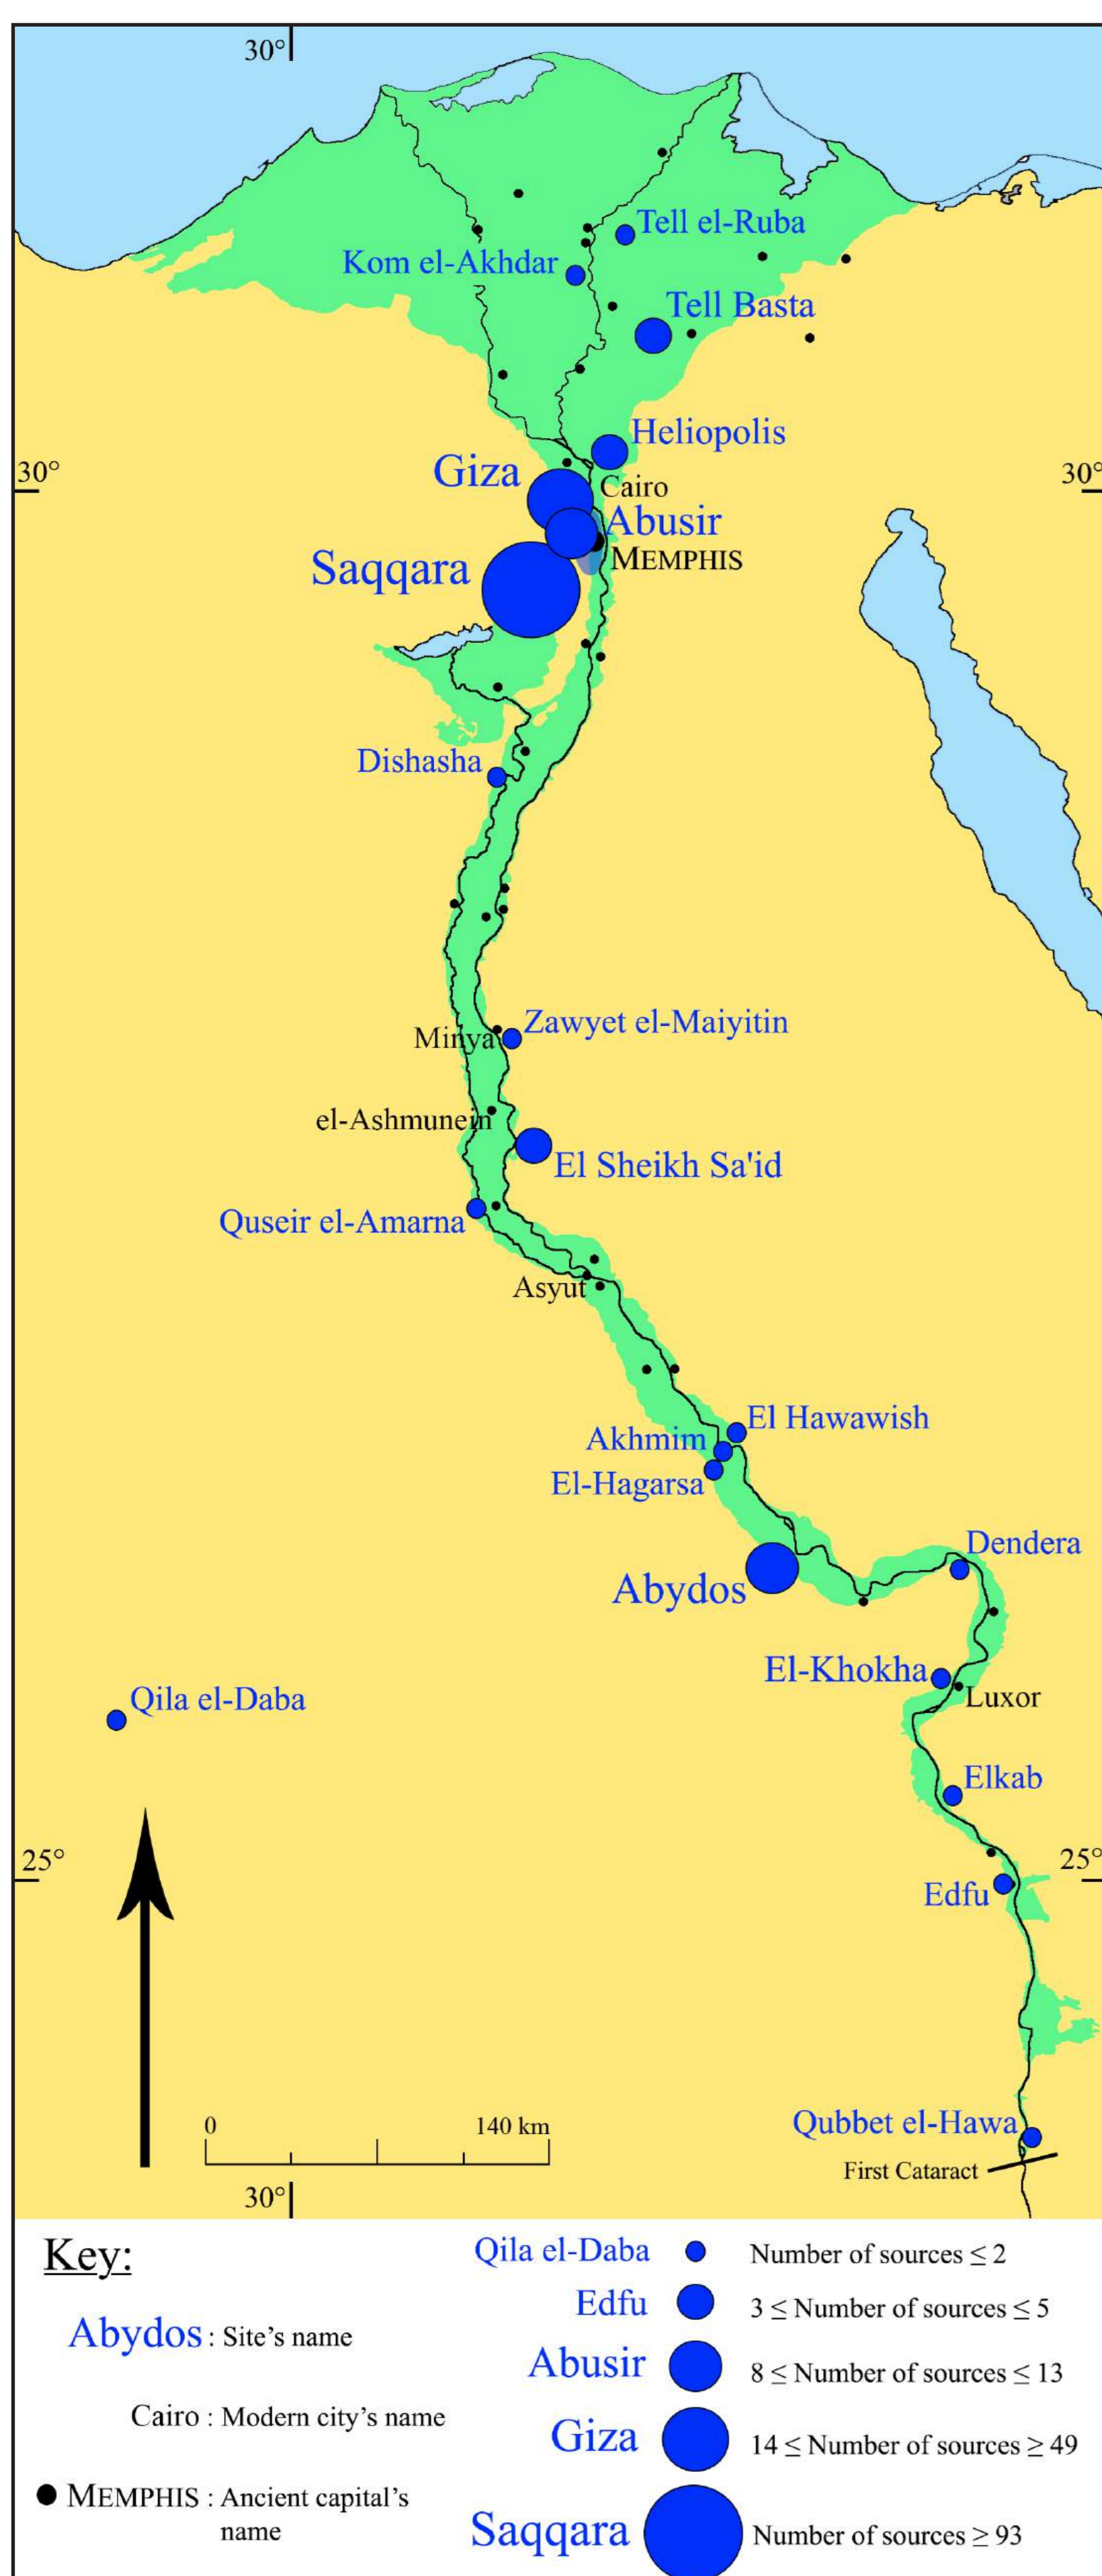 30°
Tell el-Ruba
Kom el-Akhdar
Tell Basta
Heliopolis
30°
Giza
30°
Cairo
Abusir
MEMPHIS
Saqqara
Dishasha
Zawyet el-Maiyitin
Minya
el-Ashmunein
El Sheikh Sa'id
Quseir el-Amarna
Asyut
El Hawawish
Akhmim
El-Hagarsa
Dendera
Abydos
El-Khokha
Luxor
Qila el-Daba
Elkab
25°
25°
Edfu
0 140 km
Qubbet el-Hawa
First Cataract
30°
Key:
Abydos : Site's name
Cairo : Modern city's name
MEMPHIS : Ancient capital's
name
Qila el-Daba Number of sources ≤ 2
Edfu 3 ≤ Number of sources ≤ 5
Abusir 8 ≤ Number of sources ≤ 13
Giza 14 ≤ Number of sources ≥ 49
Saqqara Number of sources ≥ 93